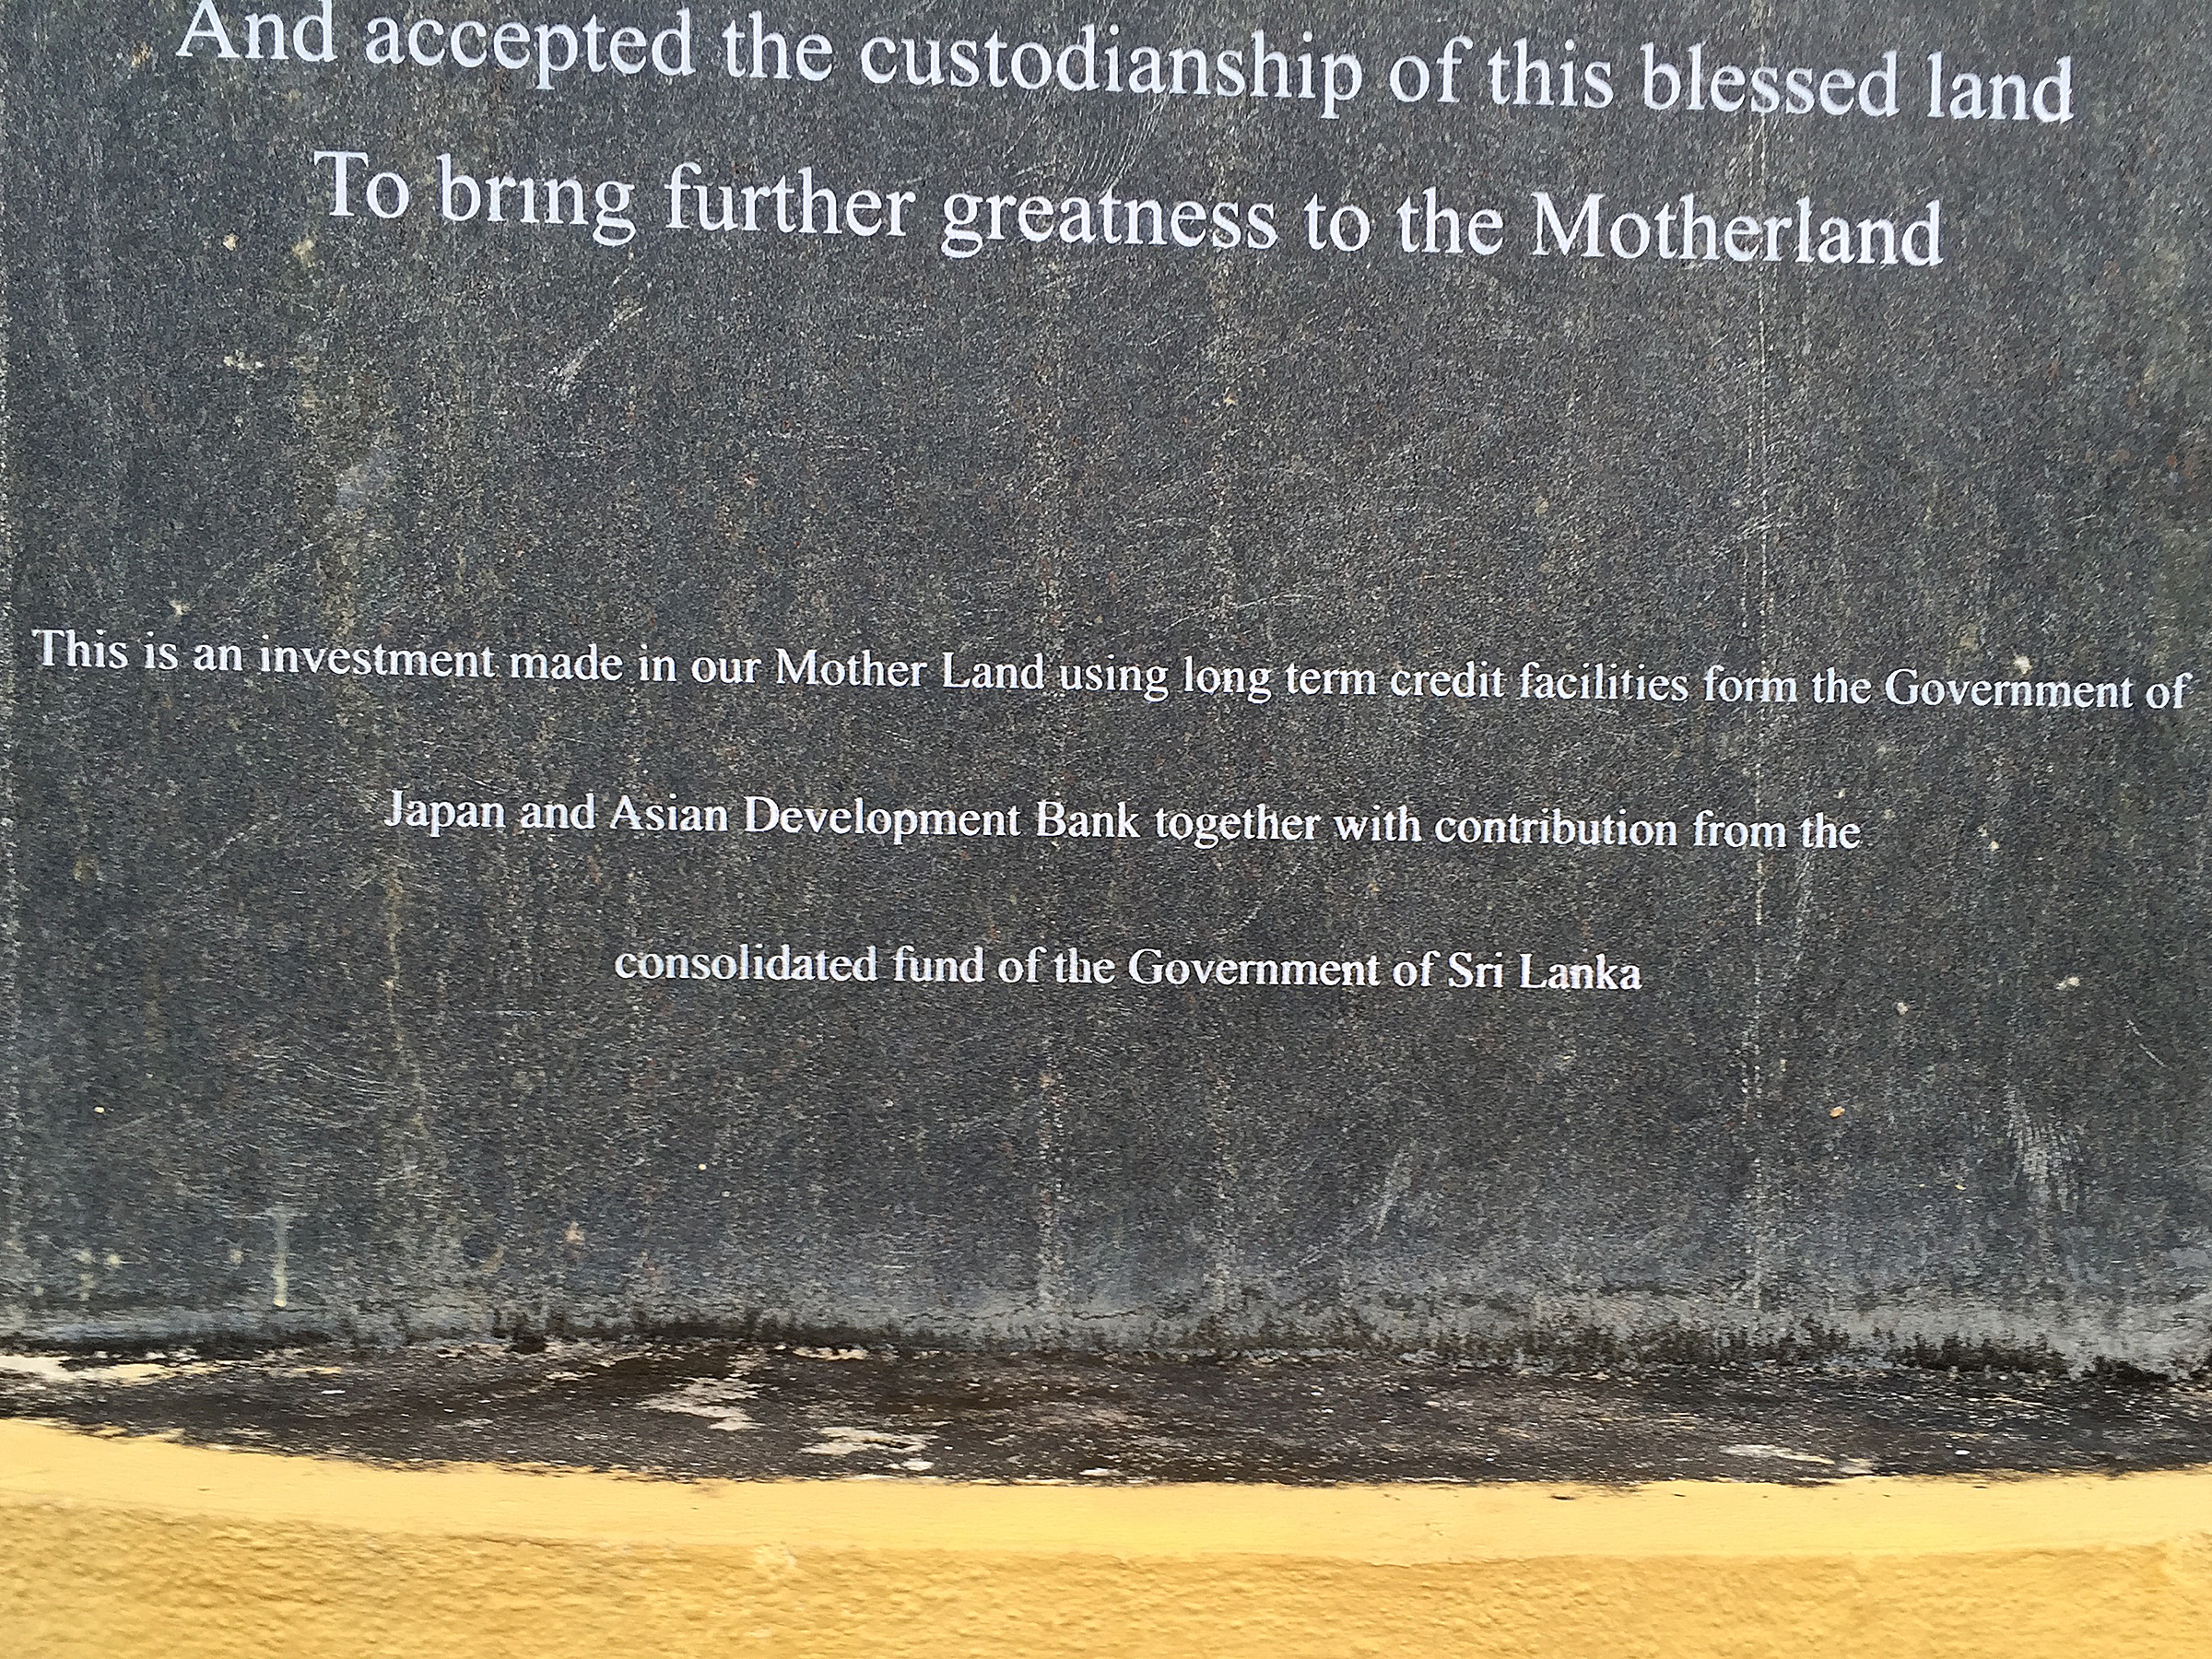 And accepted the custodianship of this blessed land
To bring further greatness to the Motherland
This is an investment made in our Mother Land using long term credit facilities form the Government of
Japan and Asian Development Bank together with contribution from the
consolidated fund of the Government of Sri Lanka